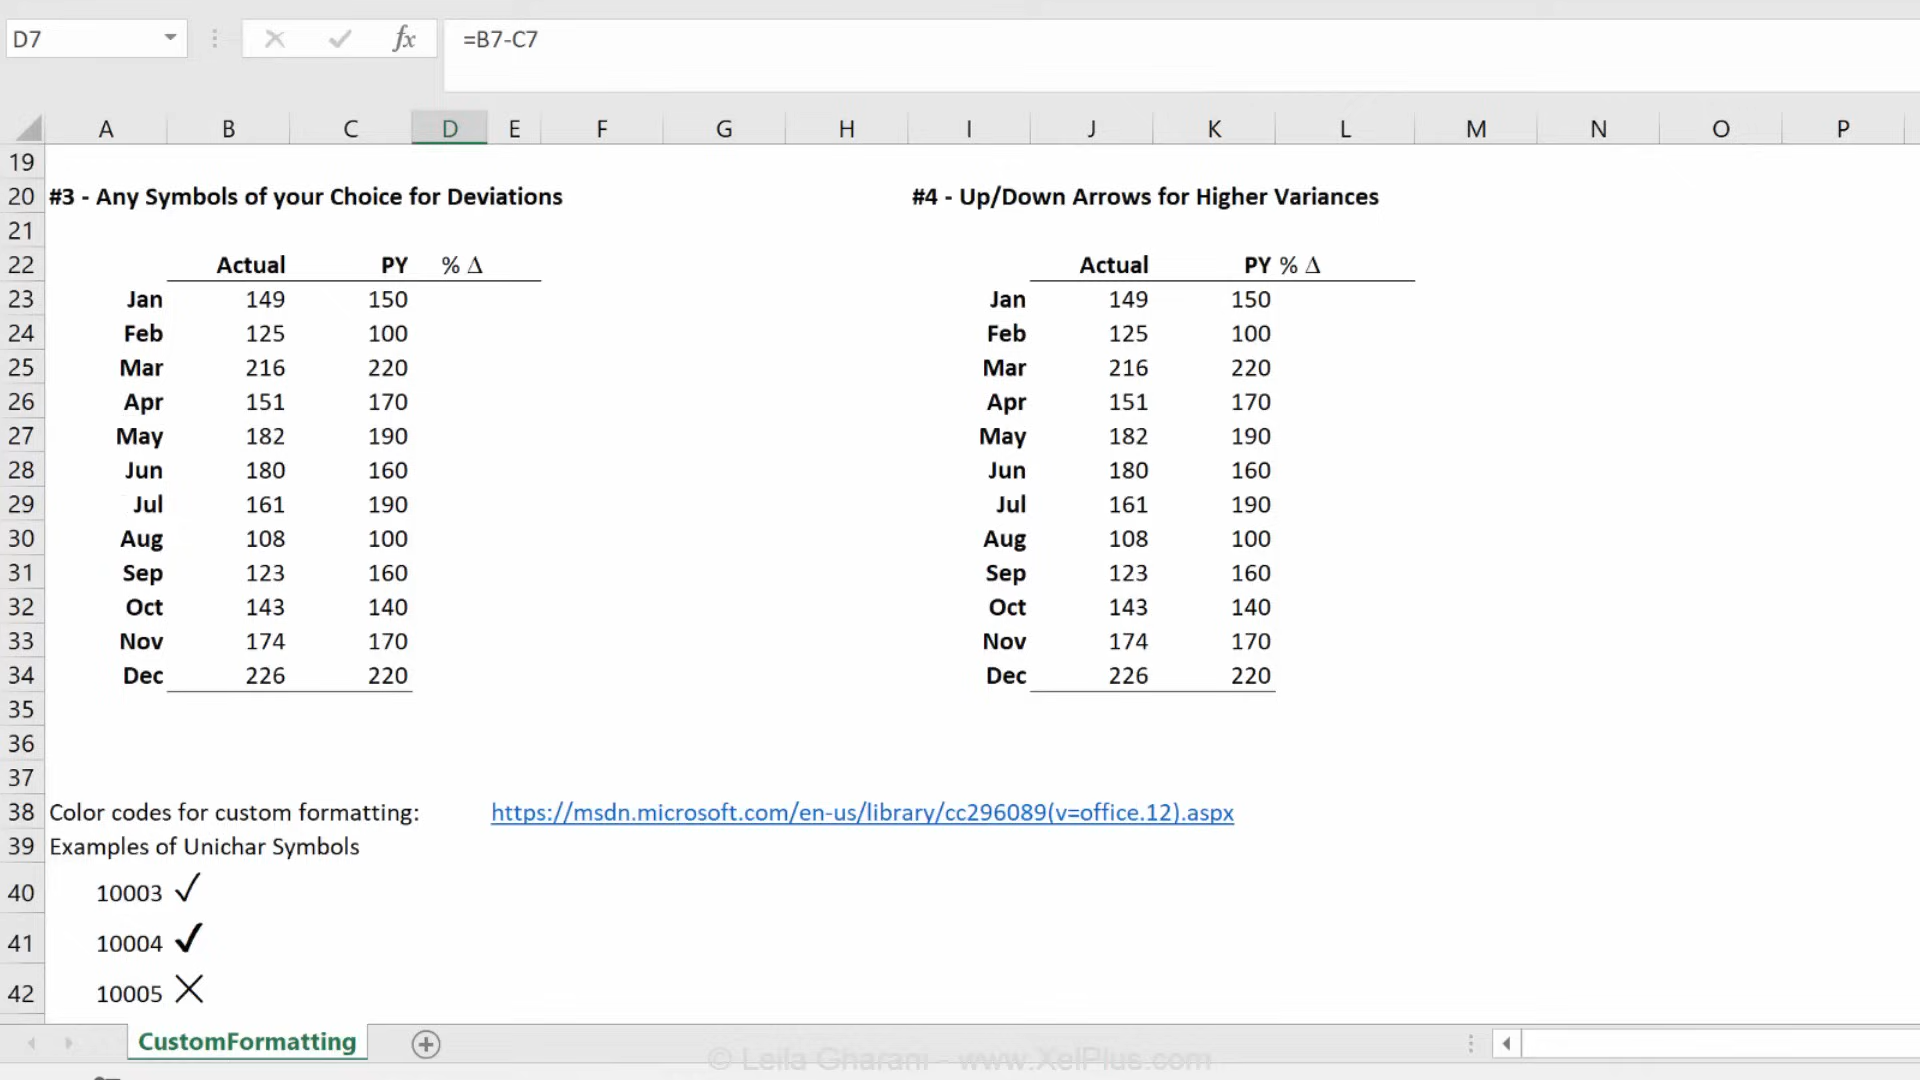 D7 fx =B7-C7
A B C D E F G H I J K L M N O P
19
20 #3 - Any Symbols of your Choice for Deviations #4 - Up/Down Arrows for Higher Variances
21
22 Actual PY % Δ Actual PY % Δ
23 Jan 149 150 Jan 149 150
24 Feb 125 100 Feb 125 100
25 Mar 216 220 Mar 216 220
26 Apr 151 170 Apr 151 170
27 May 182 190 May 182 190
28 Jun 180 160 Jun 180 160
29 Jul 161 190 Jul 161 190
30 Aug 108 100 Aug 108 100
31 Sep 123 160 Sep 123 160
32 Oct 143 140 Oct 143 140
33 Nov 174 170 Nov 174 170
34 Dec 226 220 Dec 226 220
35
36
37
38 Color codes for custom formatting: https://msdn.microsoft.com/en-us/library/cc296089(v=office.12).aspx
39 Examples of Unichar Symbols
40 10003 ✓
41 10004 ✔
42 10005 ✕
CustomFormatting
© Leila Gharani - www.XelPlus.com